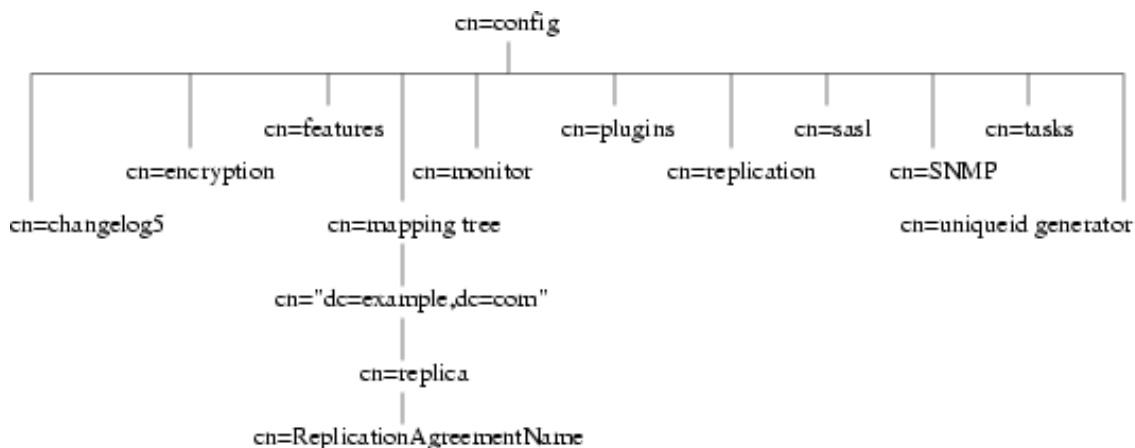 cn=config
cn=features
cn=plugins
cn=sasl
cn=tasks
cn=encryption
cn=monitor
cn=replication
cn=SNMP
cn=changelog5
cn=mapping tree
cn=uniqueid generator
cn="dc=example,dc=com"
cn=replica
cn=ReplicationAgreementName